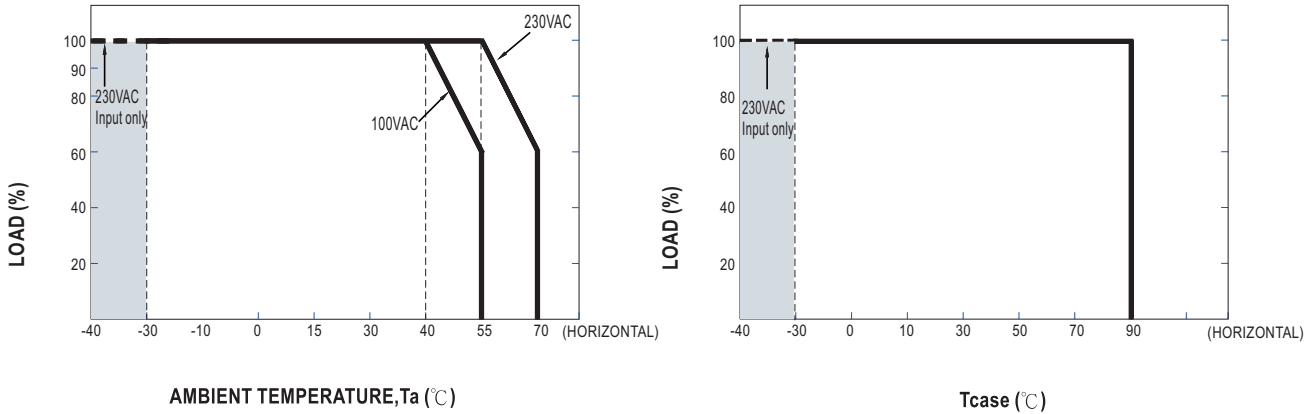 230VAC
100
90
80
60
40
20
230VAC
Input only
100VAC
LOAD (%)
-40 -30 -10 0 15 30 40 55 70 (HORIZONTAL)
AMBIENT TEMPERATURE,Ta (℃)
100
80
60
40
20
230VAC
Input only
LOAD (%)
-40 -30 0 10 30 50 70 90 (HORIZONTAL)
Tcase (℃)